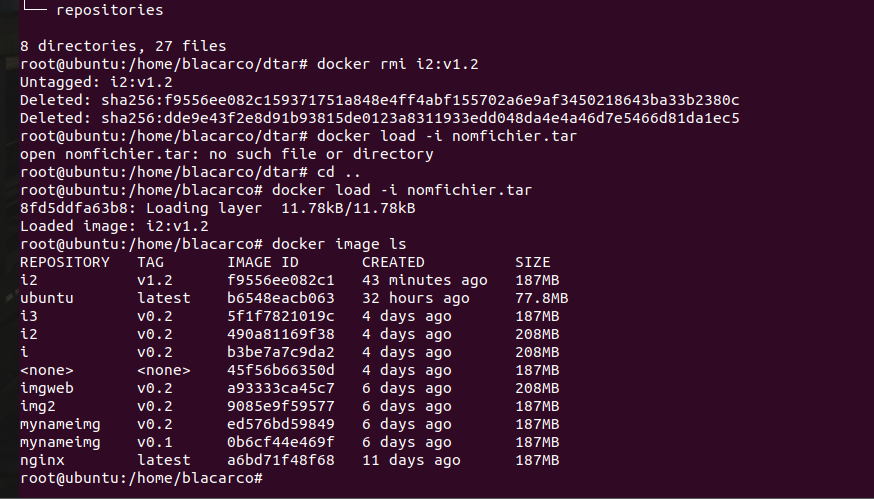 └── repositories
8 directories, 27 files
root@ubuntu:/home/blacarco/dtar# docker rmi i2:v1.2
Untagged: i2:v1.2
Deleted: sha256:f9556ee082c159371751a848e4ff4abf155702a6e9af3450218643ba33b2380c
Deleted: sha256:dde9e43f2e8d91b93815de0123a8311933edd048da4e4a46d7e5466d81da1ec5
root@ubuntu:/home/blacarco/dtar# docker load -i nomfichier.tar
open nomfichier.tar: no such file or directory
root@ubuntu:/home/blacarco/dtar# cd ..
root@ubuntu:/home/blacarco# docker load -i nomfichier.tar
8fd5ddfa63b8: Loading layer  11.78kB/11.78kB
Loaded image: i2:v1.2
root@ubuntu:/home/blacarco# docker image ls
REPOSITORY   TAG       IMAGE ID       CREATED          SIZE
i2           v1.2      f9556ee082c1   43 minutes ago   187MB
ubuntu       latest    b6548eacb063   32 hours ago     77.8MB
i3           v0.2      5f1f7821019c   4 days ago       187MB
i2           v0.2      490a81169f38   4 days ago       208MB
i            v0.2      b3be7a7c9da2   4 days ago       208MB
<none>       <none>    45f56b66350d   4 days ago       187MB
imgweb       v0.2      a93333ca45c7   6 days ago       208MB
img2         v0.2      9085e9f59577   6 days ago       187MB
mynameimg    v0.2      ed576bd59849   6 days ago       187MB
mynameimg    v0.1      0b6cf44e469f   6 days ago       187MB
nginx        latest    a6bd71f48f68   11 days ago      187MB
root@ubuntu:/home/blacarco#